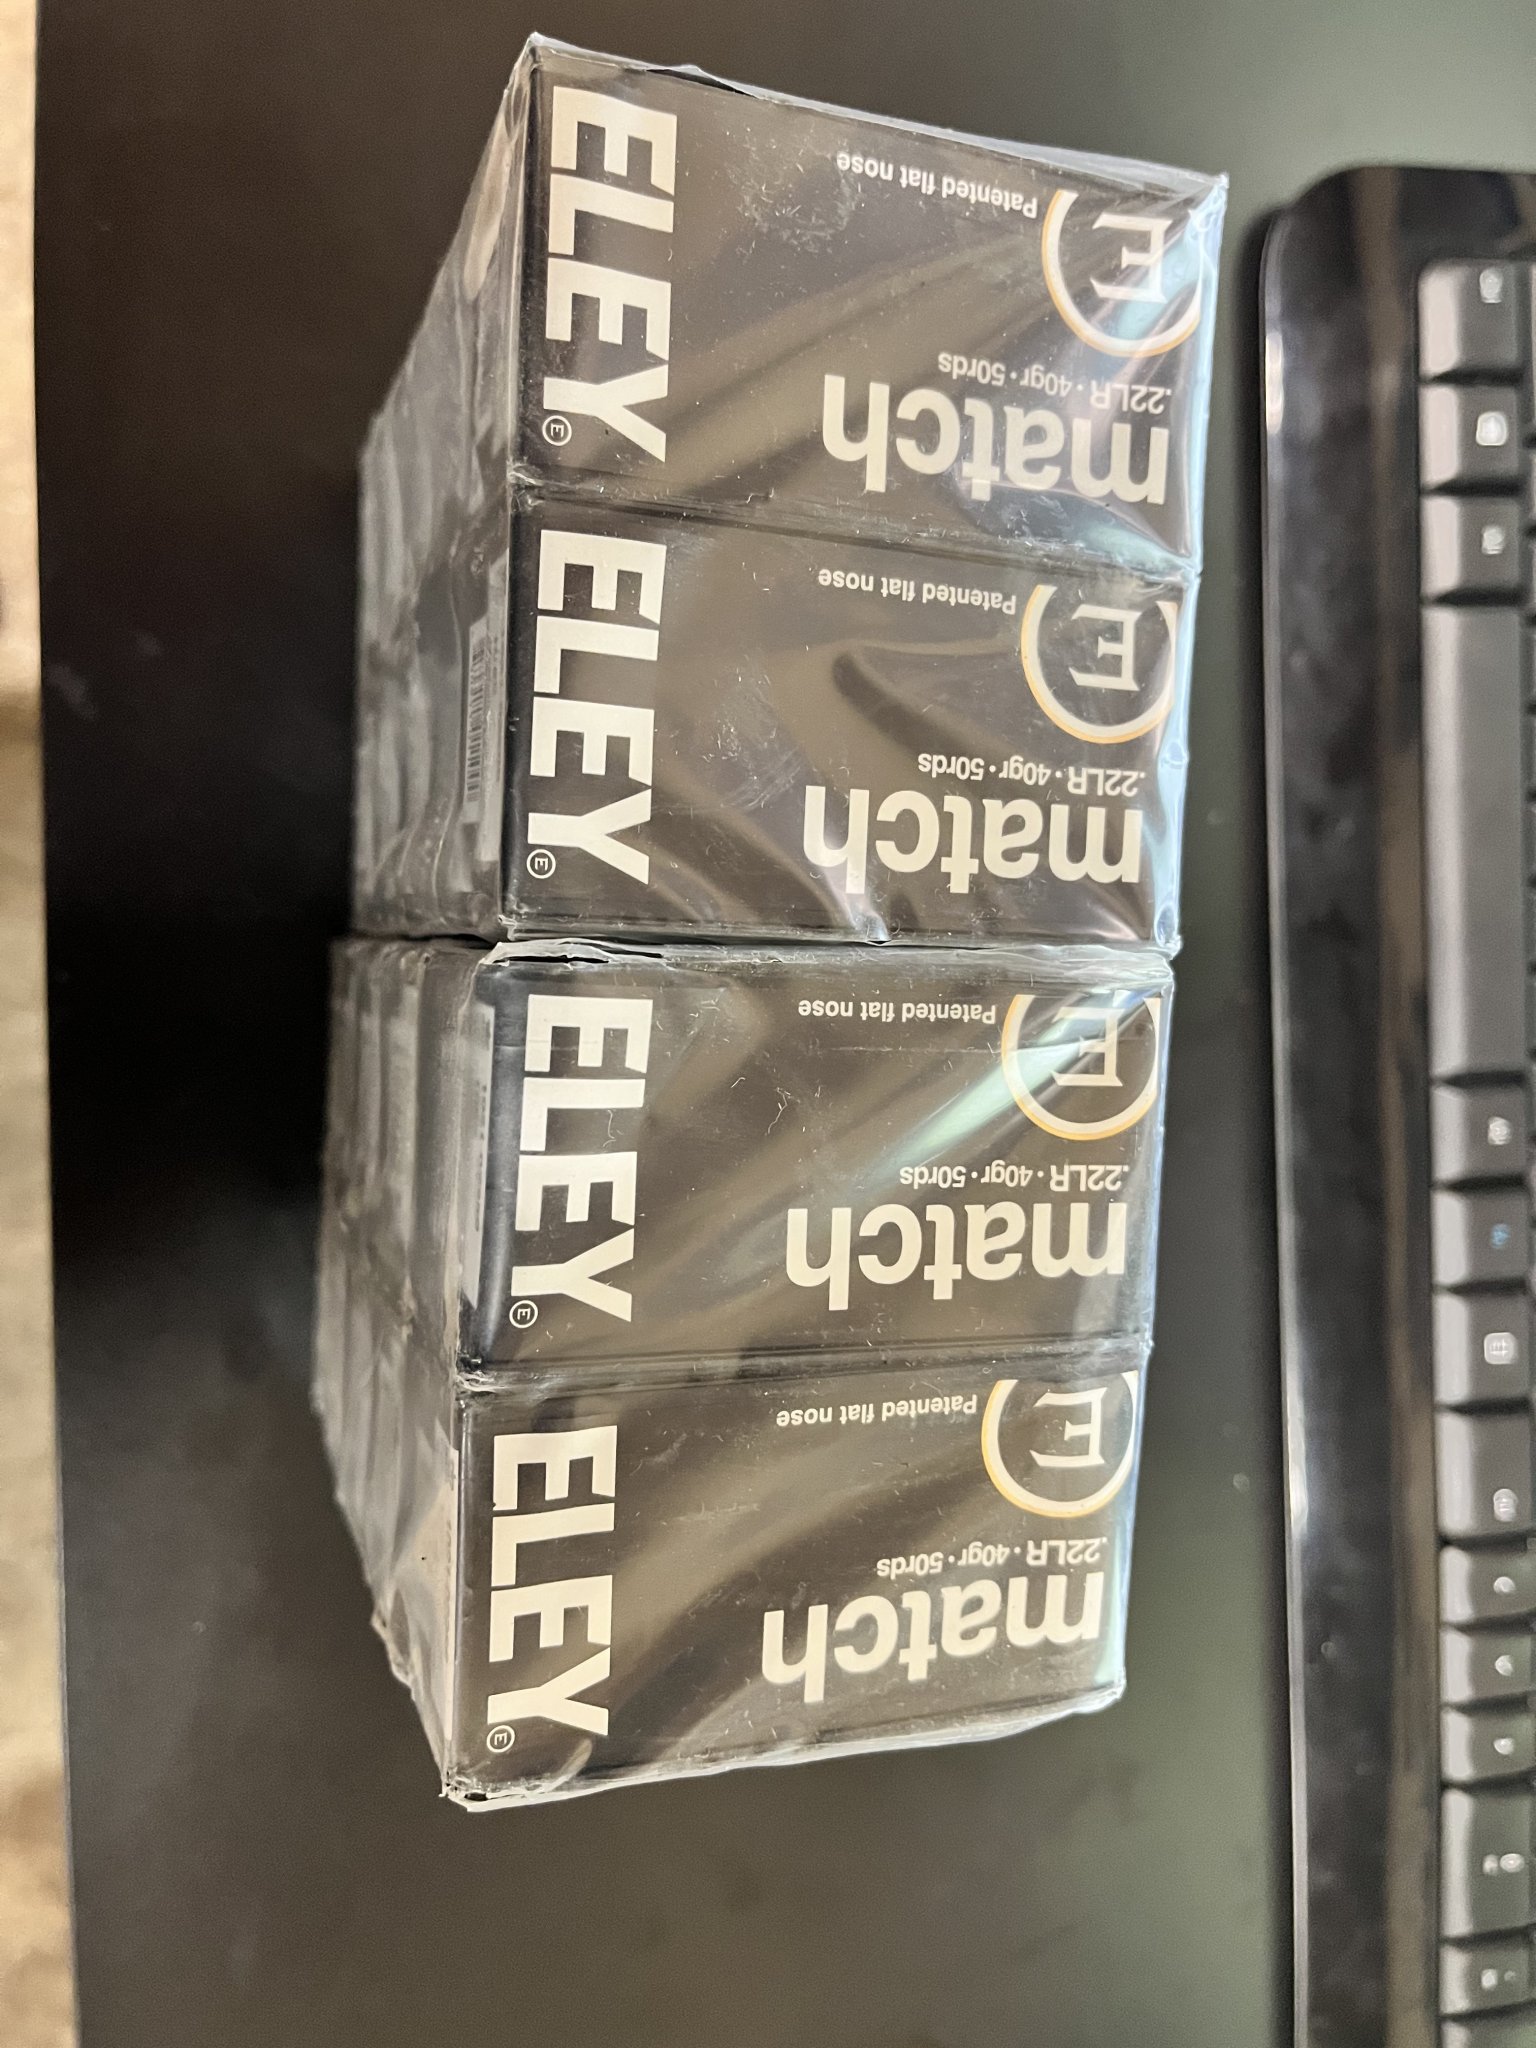 ELEY
Patented flat nose
E
.22LR • 40gr • 50rds
match
ELEY
Patented flat nose
E
.22LR • 40gr • 50rds
match
ELEY
Patented flat nose
E
.22LR • 40gr • 50rds
match
ELEY
Patented flat nose
E
.22LR • 40gr • 50rds
match